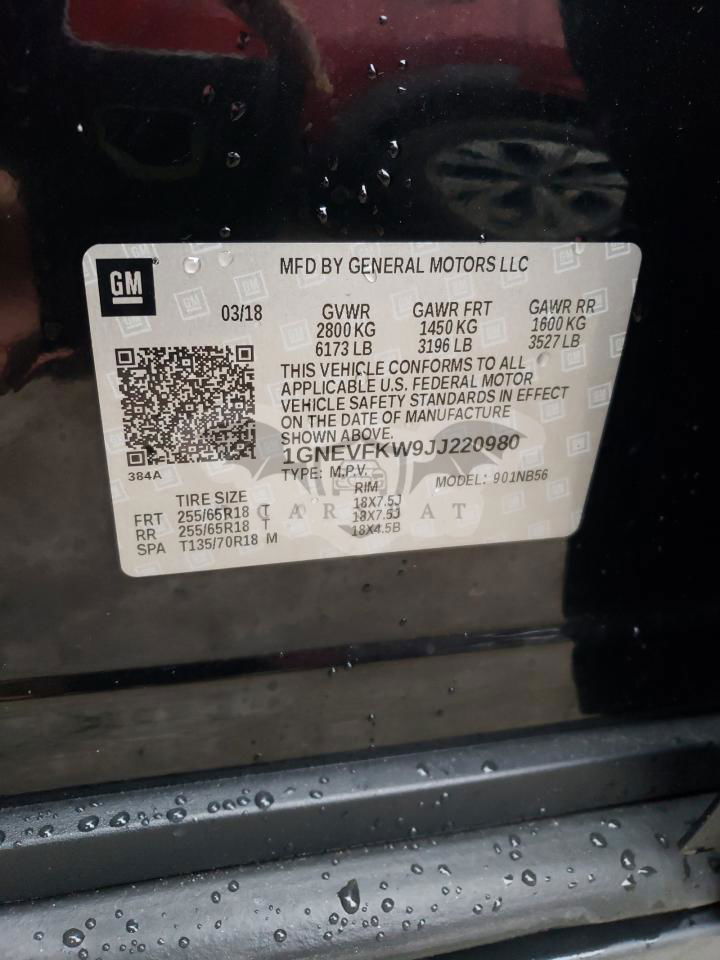 GM
MFD BY GENERAL MOTORS LLC
03/18 GVWR GAWR FRT GAWR RR
2800 KG 1450 KG 1600 KG
6173 LB 3196 LB 3527 LB
THIS VEHICLE CONFORMS TO ALL
APPLICABLE U.S. FEDERAL MOTOR
VEHICLE SAFETY STANDARDS IN EFFECT
ON THE DATE OF MANUFACTURE
SHOWN ABOVE.
1GNEVFKW9JJ220980
384A
TYPE: M.P.V. MODEL: 901NB56
TIRE SIZE RIM
FRT 255/65R18 T 18X7.5J
RR 255/65R18 T 18X7.5J
SPA T135/70R18 M 18X4.5B